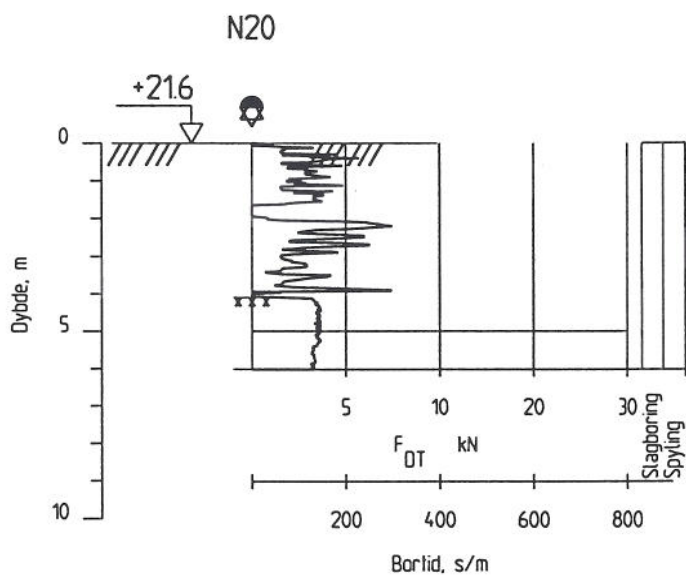 N20
+21.6
0
5
10
Dybde, m
5 10 20 30
F_DT kN
Slagboring
Spyling
200 400 600 800
Bortid, s/m